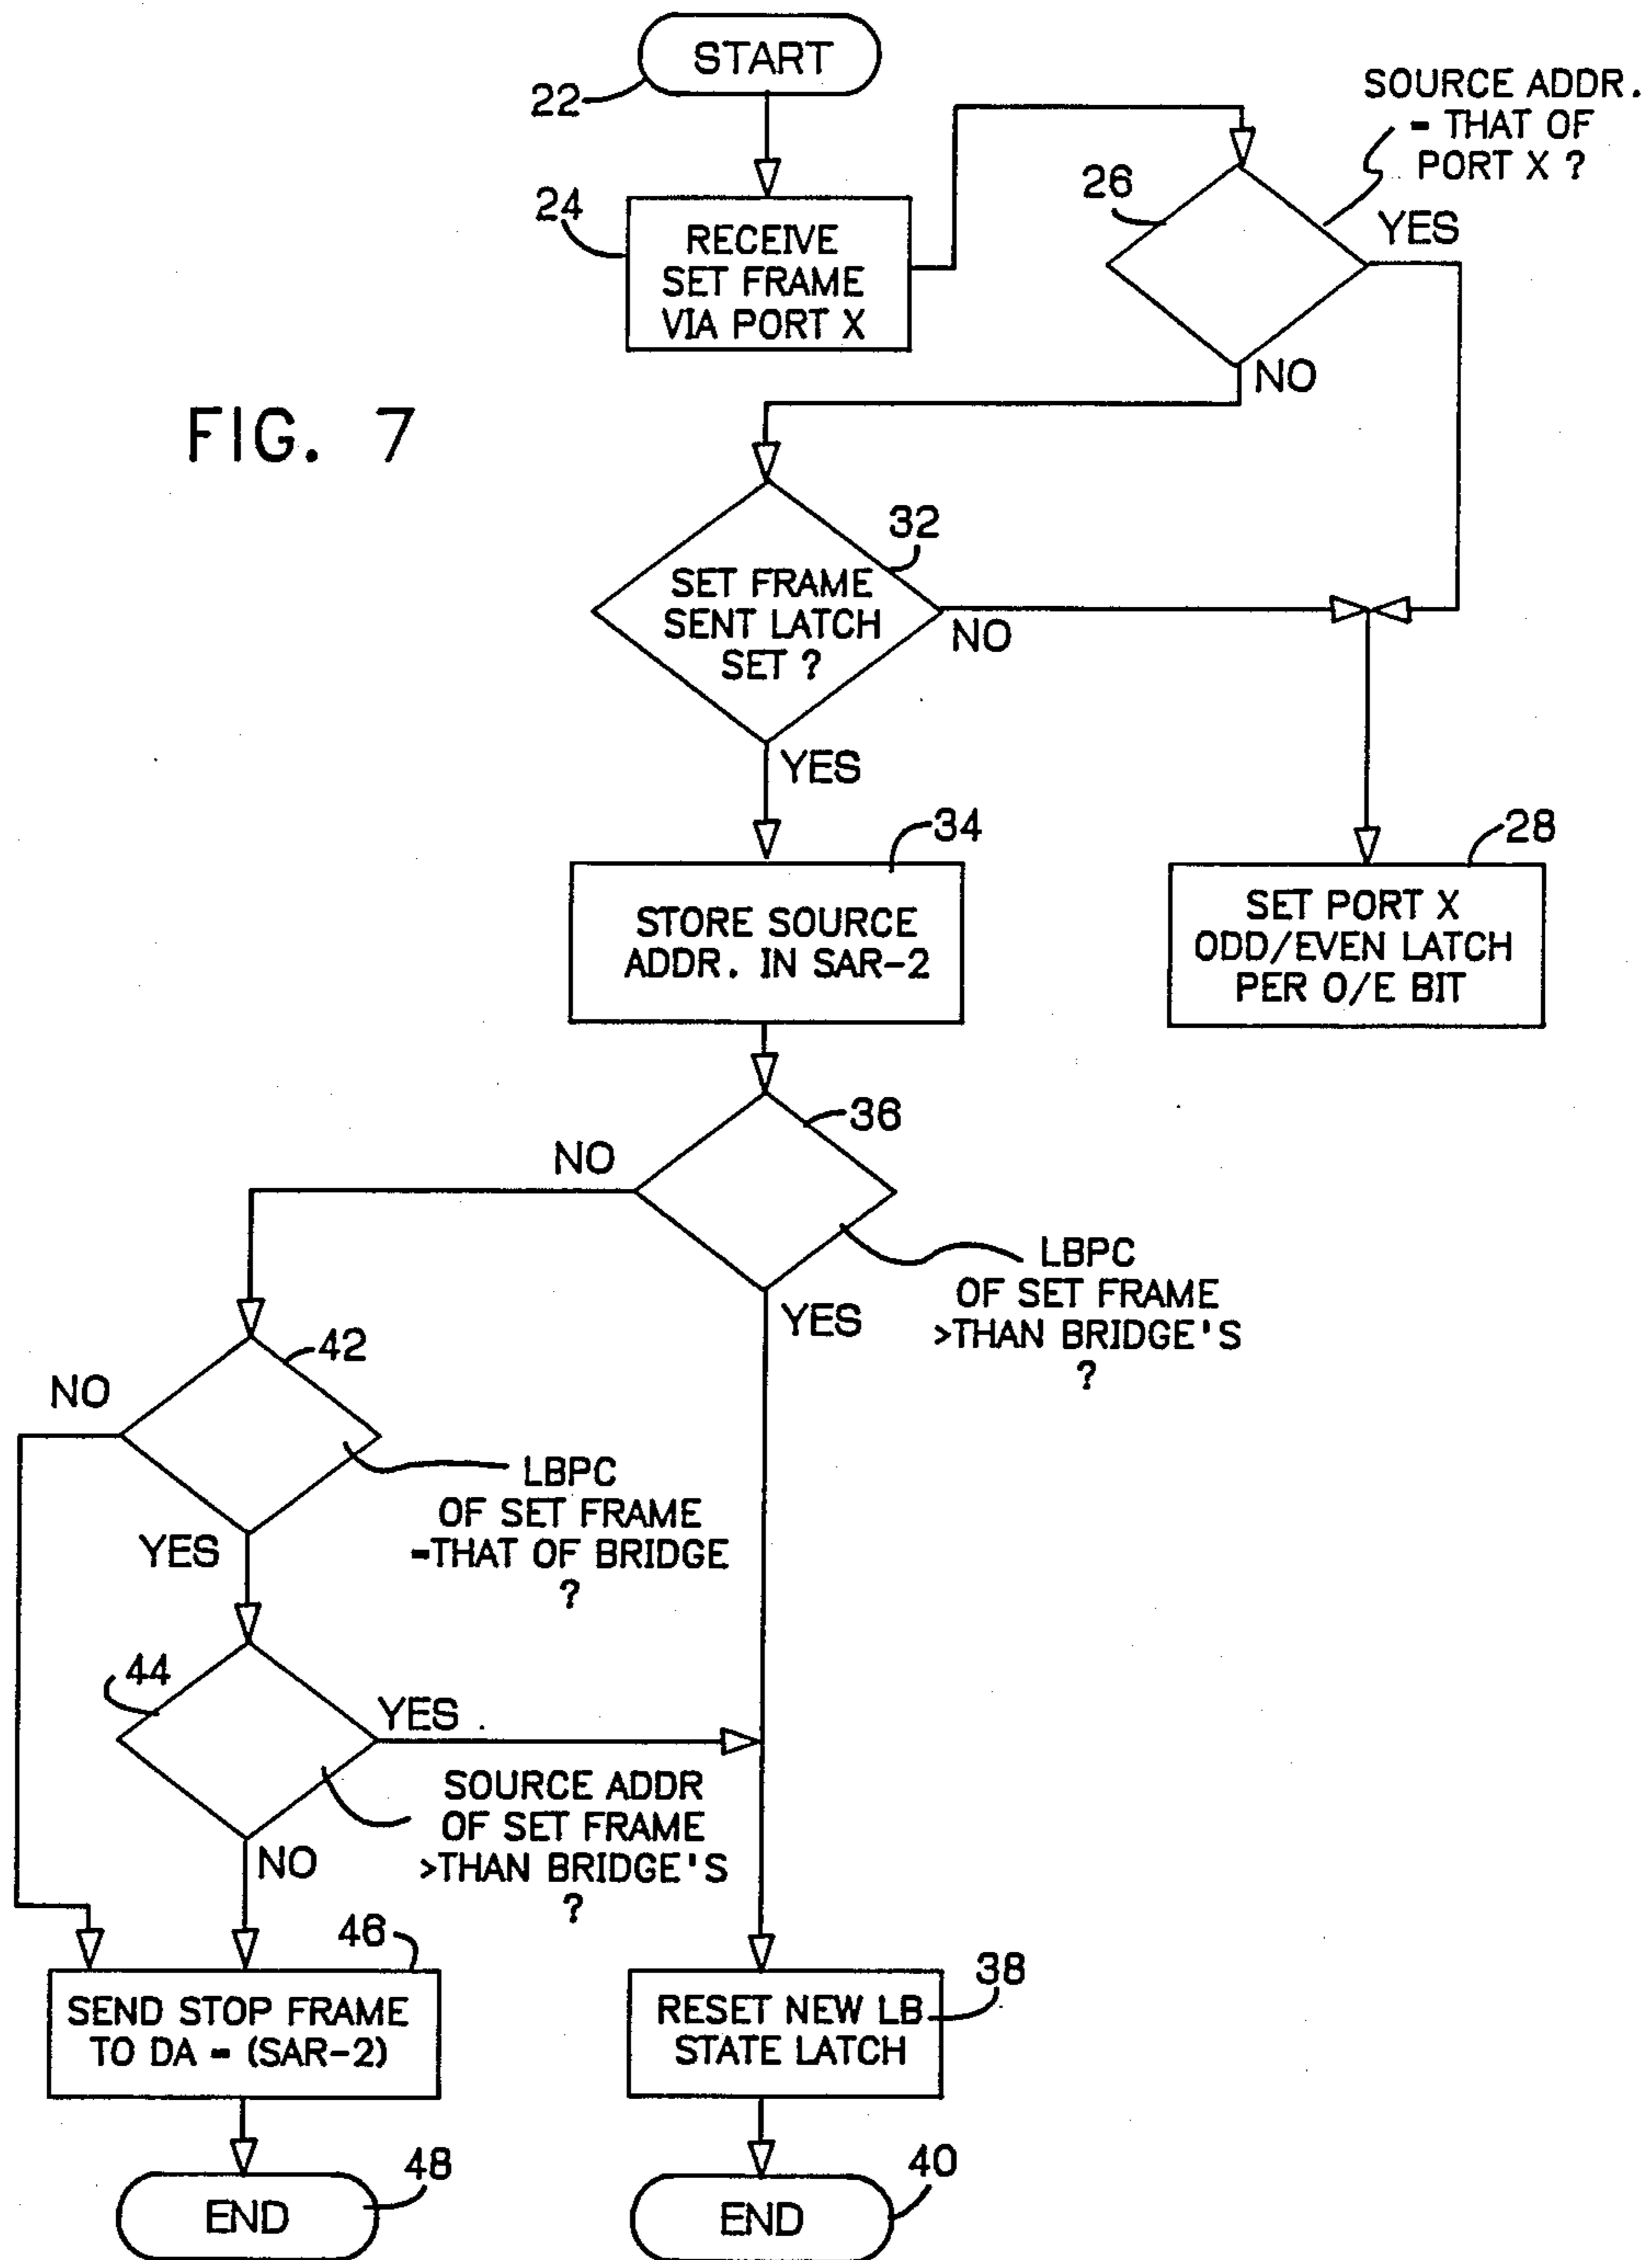 START
22
SOURCE ADDR.
= THAT OF
PORT X ?
26
YES
24
RECEIVE
SET FRAME
VIA PORT X
NO
FIG. 7
32
SET FRAME
SENT LATCH
SET ?
NO
YES
34
STORE SOURCE
ADDR. IN SAR-2
28
SET PORT X
ODD/EVEN LATCH
PER O/E BIT
36
NO
LBPC
OF SET FRAME
>THAN BRIDGE'S
?
YES
42
NO
LBPC
OF SET FRAME
=THAT OF BRIDGE
?
YES
44
YES
SOURCE ADDR
OF SET FRAME
>THAN BRIDGE'S
?
NO
46
SEND STOP FRAME
TO DA = (SAR-2)
38
RESET NEW LB
STATE LATCH
48
END
40
END